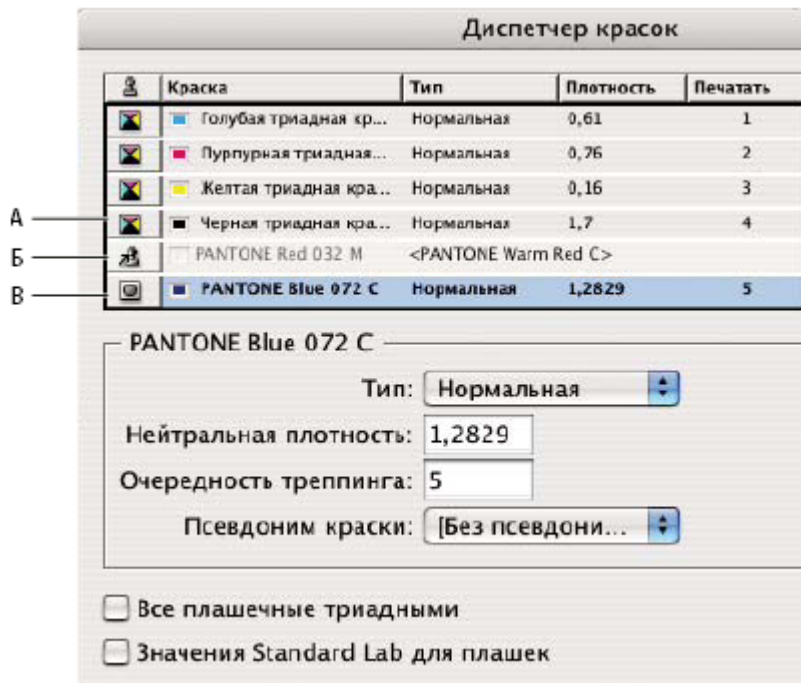 Диспетчер красок
Краска Тип Плотность Печатать
Голубая триадная кр... Нормальная 0,61 1
Пурпурная триадная... Нормальная 0,76 2
Желтая триадная кра... Нормальная 0,16 3
А Черная триадная кра... Нормальная 1,7 4
Б PANTONE Red 032 M <PANTONE Warm Red C>
В PANTONE Blue 072 C Нормальная 1,2829 5
PANTONE Blue 072 C
Тип: Нормальная
Нейтральная плотность: 1,2829
Очередность треппинга: 5
Псевдоним краски: [Без псевдони...
Все плашечные триадными
Значения Standard Lab для плашек